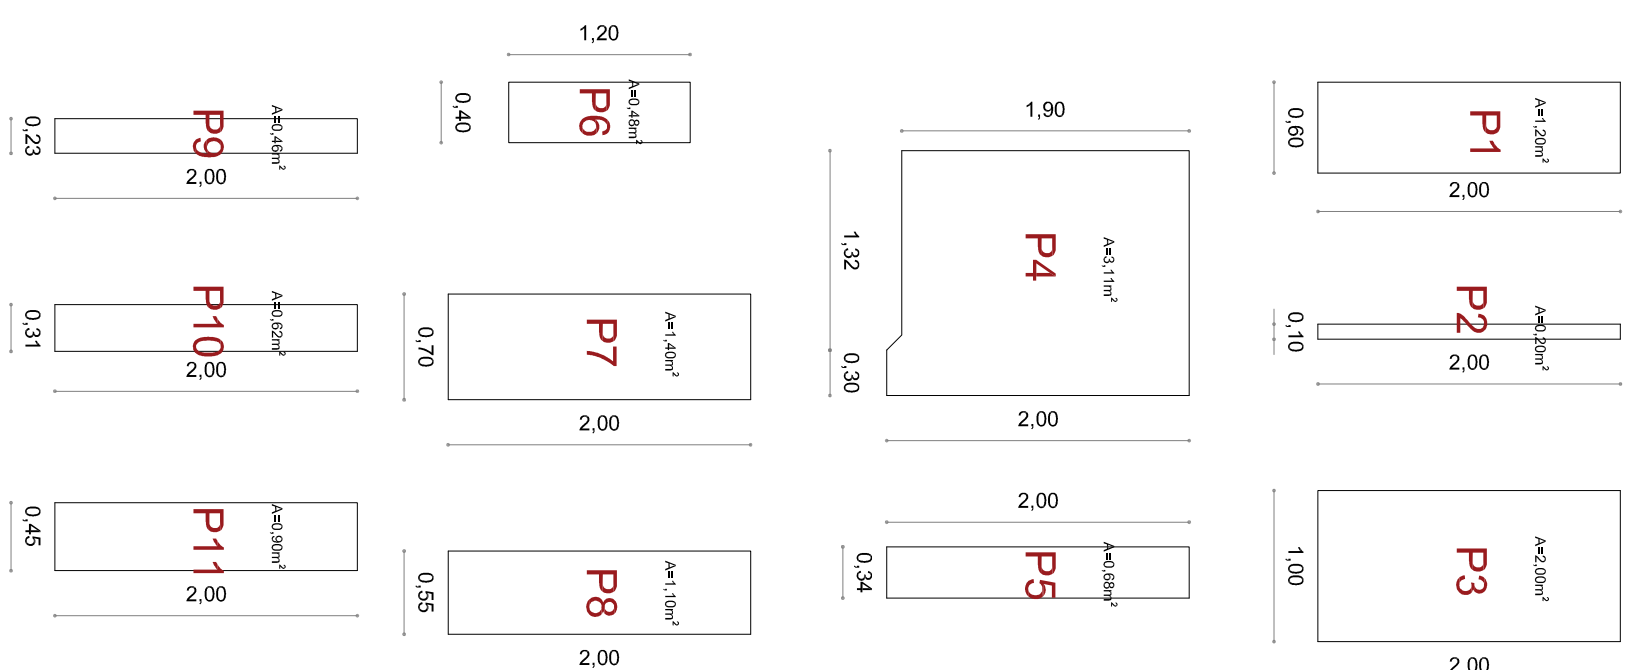 0,23
P9
A=0,46m²
2,00
0,31
P10
A=0,62m²
2,00
0,45
P11
A=0,90m²
2,00
1,20
0,40
P6
A=0,48m²
0,70
P7
A=1,40m²
2,00
0,55
P8
A=1,10m²
2,00
1,90
1,32
P4
A=3,11m²
0,30
2,00
2,00
0,34
P5
A=0,68m²
0,60
P1
A=1,20m²
2,00
0,10
P2
A=0,20m²
2,00
1,00
P3
A=2,00m²
2,00